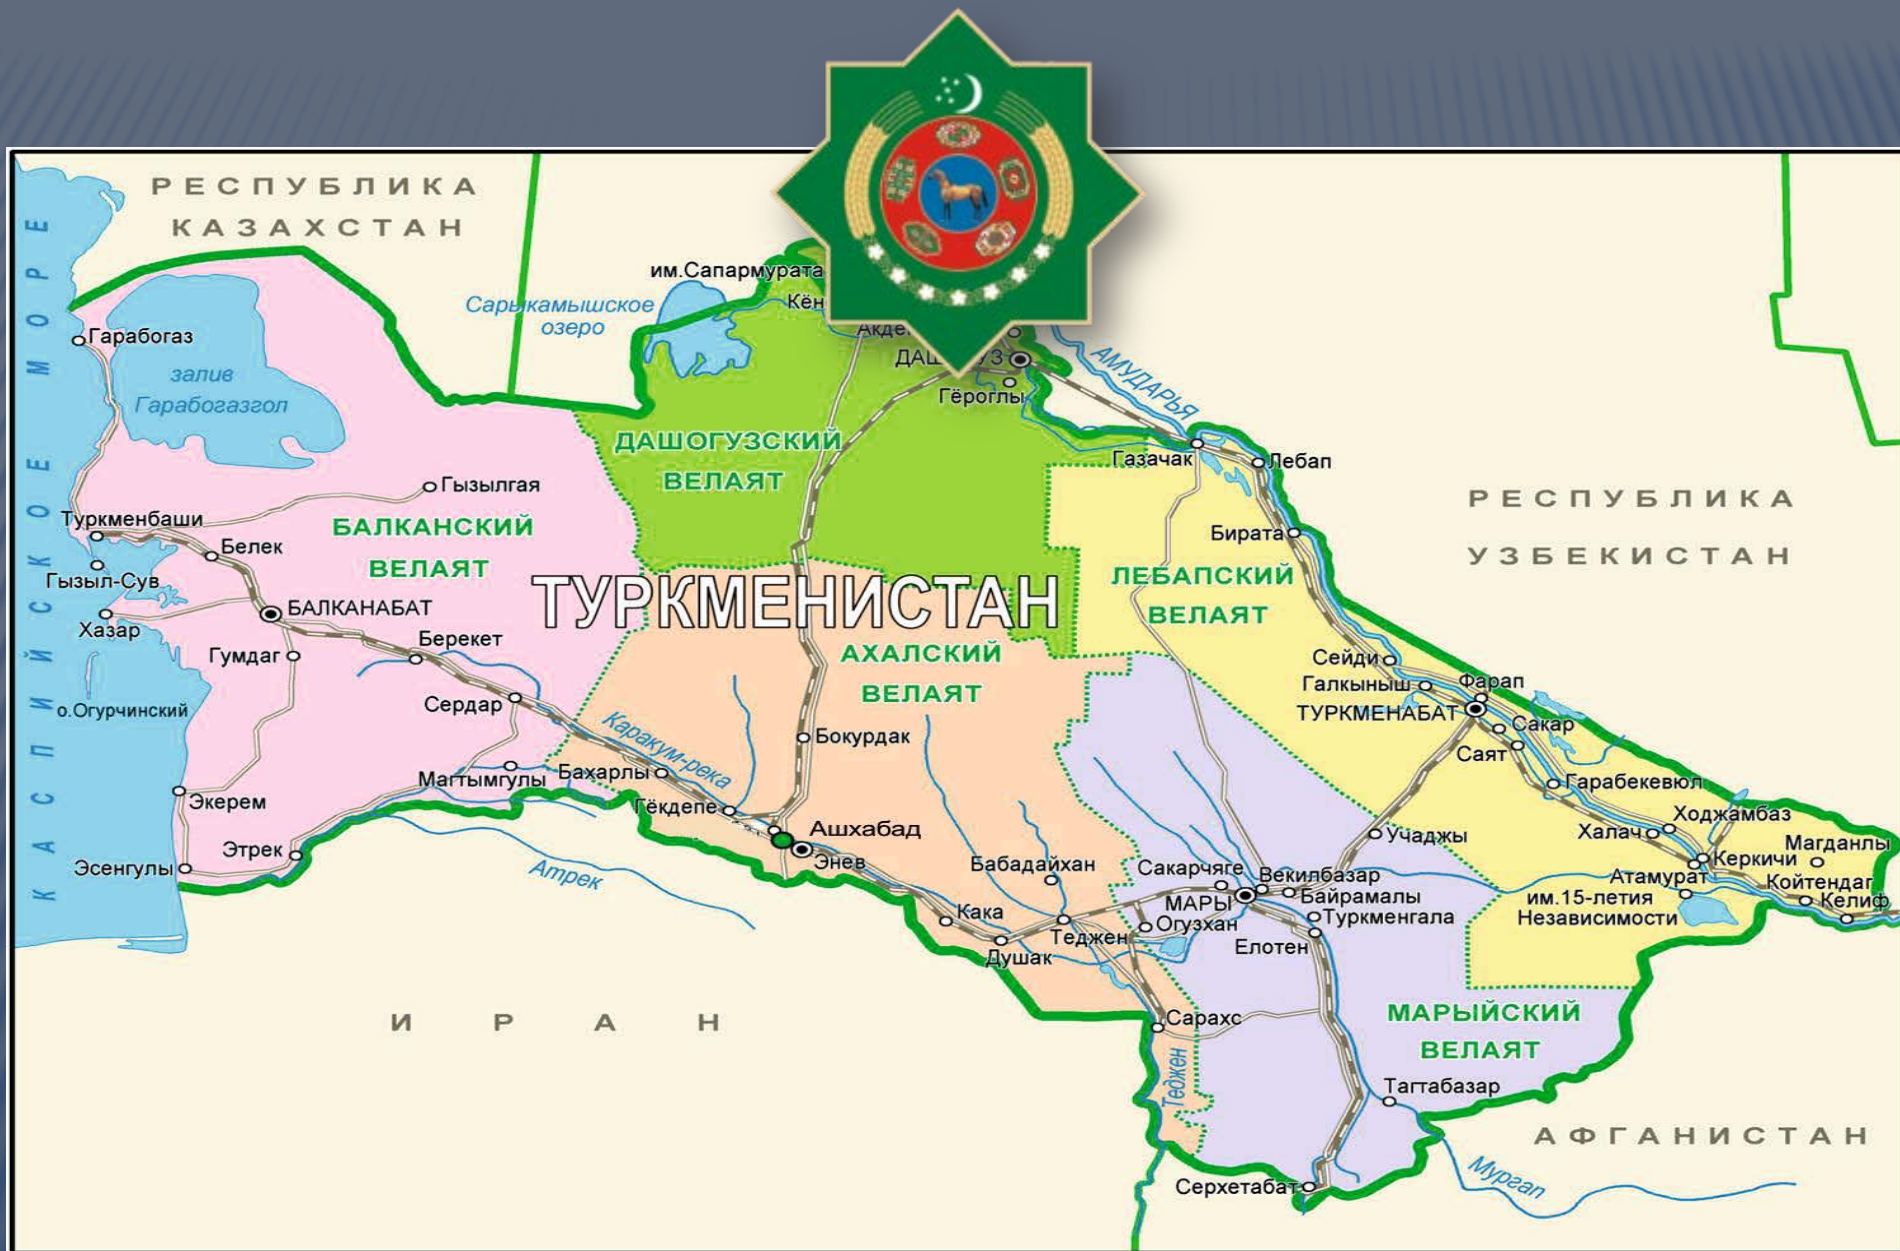 РЕСПУБЛИКА
КАЗАХСТАН
КАСПИЙСКОЕ МОРЕ
им.Сапармурата
Сарыкамышское
озеро
Гарабогаз
залив
Гарабогазгол
Гёроглы
АМУДАРЬЯ
ДАШОГУЗСКИЙ
ВЕЛАЯТ
Газачак
Лебап
Гызылгая
РЕСПУБЛИКА
УЗБЕКИСТАН
Туркменбаши
БАЛКАНСКИЙ
ВЕЛАЯТ
Белек
Бирата
Гызыл-Сув
ТУРКМЕНИСТАН
ЛЕБАПСКИЙ
ВЕЛАЯТ
БАЛКАНАБАТ
Хазар
Берекет
Гумдаг
АХАЛСКИЙ
ВЕЛАЯТ
Сейди
Галкыныш
Фарап
о.Огурчинский
Сердар
ТУРКМЕНАБАТ
Сакар
Каракум-река
Бокурдак
Саят
Магтымгулы
Бахарлы
Гарабекевюл
Экерем
Гёкдепе
Ходжамбаз
Ашхабад
Учаджы
Халач
Магданлы
Этрек
Энев
Керкичи
Эсенгулы
Атрек
Бабадайхан
Сакарчяге
Векилбазар
Атамурат
Койтендаг
МАРЫ
Байрамалы
им.15-летия
Независимости
Келиф
Кака
Огузхан
Туркменгала
Теджен
Душак
Елотен
ИРАН
Сарахс
МАРЫЙСКИЙ
ВЕЛАЯТ
Теджен
Тагтабазар
АФГАНИСТАН
Мургап
Серхетабат